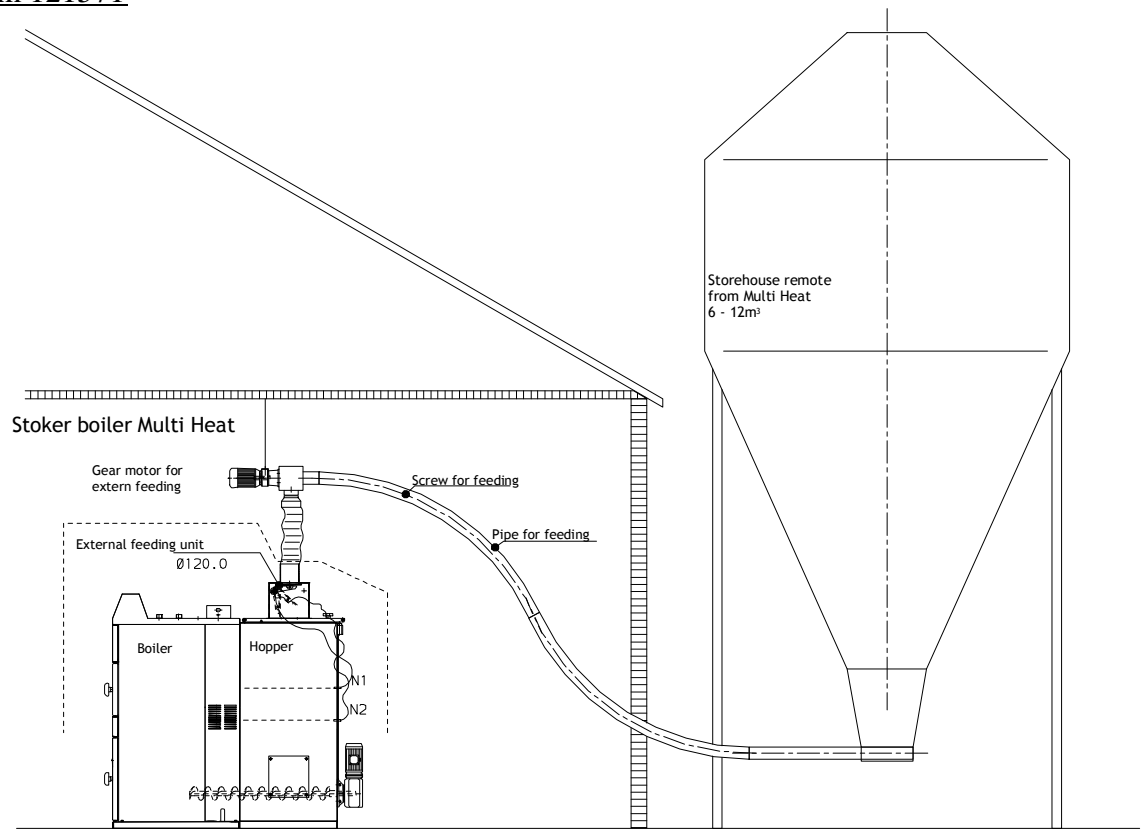 121371
Storehouse remote
from Multi Heat
6 - 12m³
Stoker boiler Multi Heat
Gear motor for
extern feeding
Screw for feeding
Pipe for feeding
External feeding unit
Ø120.0
Boiler
Hopper
N1
N2